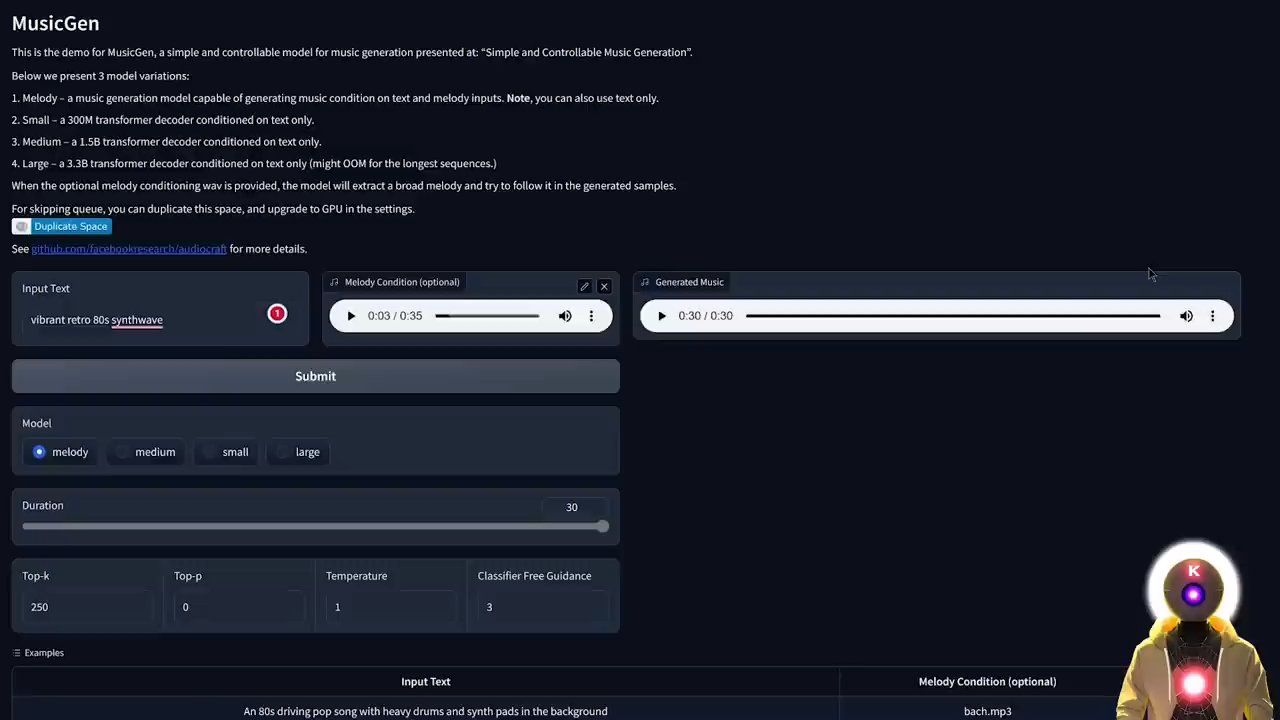 MusicGen
This is the demo for MusicGen, a simple and controllable model for music generation presented at: “Simple and Controllable Music Generation”.
Below we present 3 model variations:
1. Melody – a music generation model capable of generating music condition on text and melody inputs. Note, you can also use text only.
2. Small – a 300M transformer decoder conditioned on text only.
3. Medium – a 1.5B transformer decoder conditioned on text only.
4. Large – a 3.3B transformer decoder conditioned on text only (might OOM for the longest sequences.)
When the optional melody conditioning wav is provided, the model will extract a broad melody and try to follow it in the generated samples.
For skipping queue, you can duplicate this space, and upgrade to GPU in the settings.
Duplicate Space
See github.com/facebookresearch/audiocraft for more details.
Input Text
vibrant retro 80s synthwave
1
Melody Condition (optional)
0:03 / 0:35
Generated Music
0:30 / 0:30
Submit
Model
melody medium small large
Duration
30
Top-k Top-p Temperature Classifier Free Guidance
250 0 1 3
Examples
Input Text Melody Condition (optional)
An 80s driving pop song with heavy drums and synth pads in the background bach.mp3
K